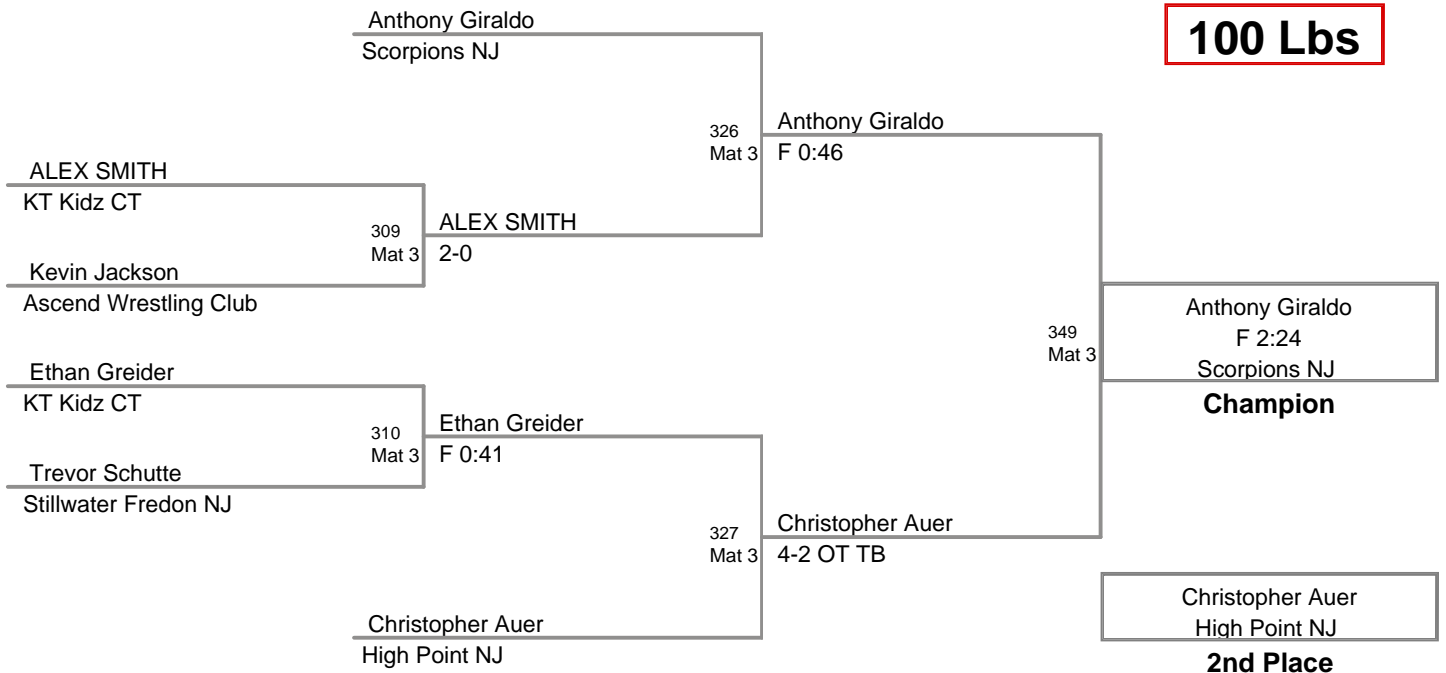 Anthony Giraldo
Scorpions NJ
100 Lbs
326
Mat 3
Anthony Giraldo
F 0:46
ALEX SMITH
KT Kidz CT
309
Mat 3
ALEX SMITH
2-0
Kevin Jackson
Ascend Wrestling Club
349
Mat 3
Anthony Giraldo
F 2:24
Scorpions NJ
Champion
Ethan Greider
KT Kidz CT
310
Mat 3
Ethan Greider
F 0:41
Trevor Schutte
Stillwater Fredon NJ
327
Mat 3
Christopher Auer
4-2 OT TB
Christopher Auer
High Point NJ
Christopher Auer
High Point NJ
2nd Place